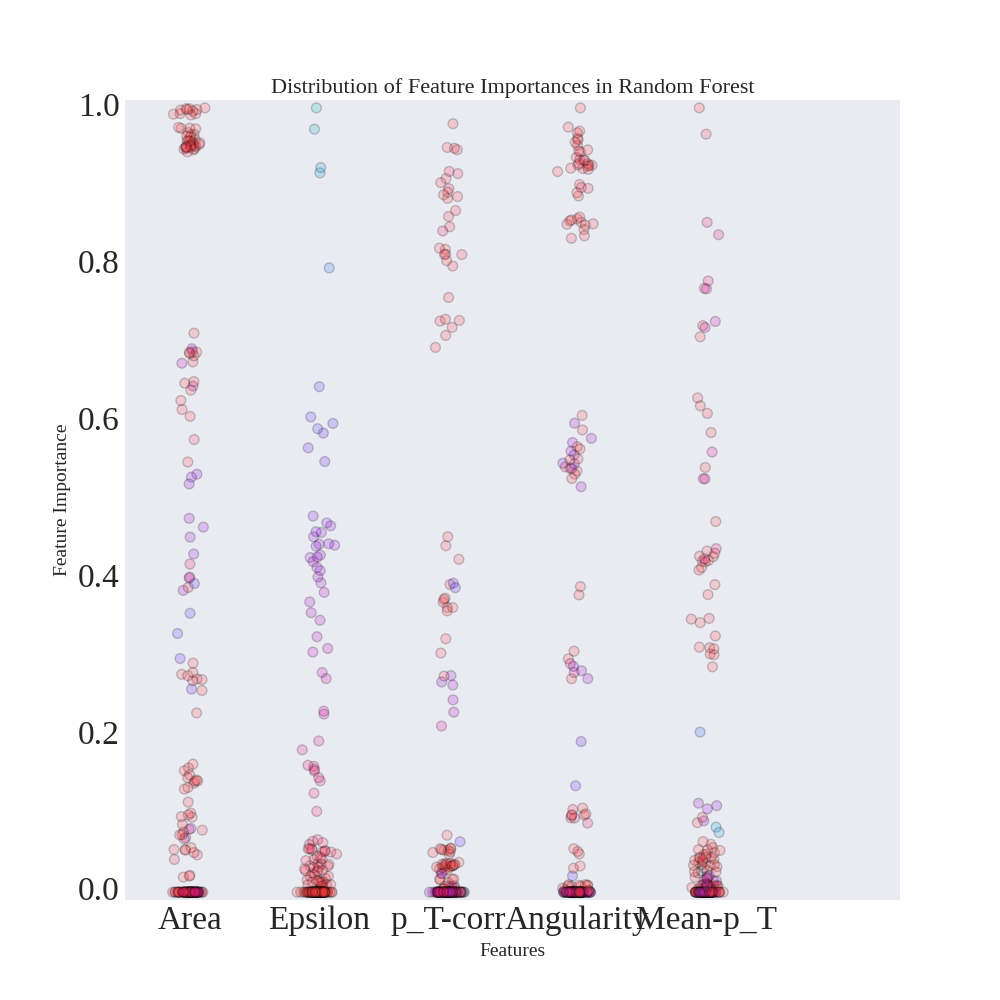 Distribution of Feature Importances in Random Forest
1.0
0.8
0.6
0.4
0.2
0.0
Feature Importance
Area Epsilon p_T-corr Angularity Mean-p_T
Features